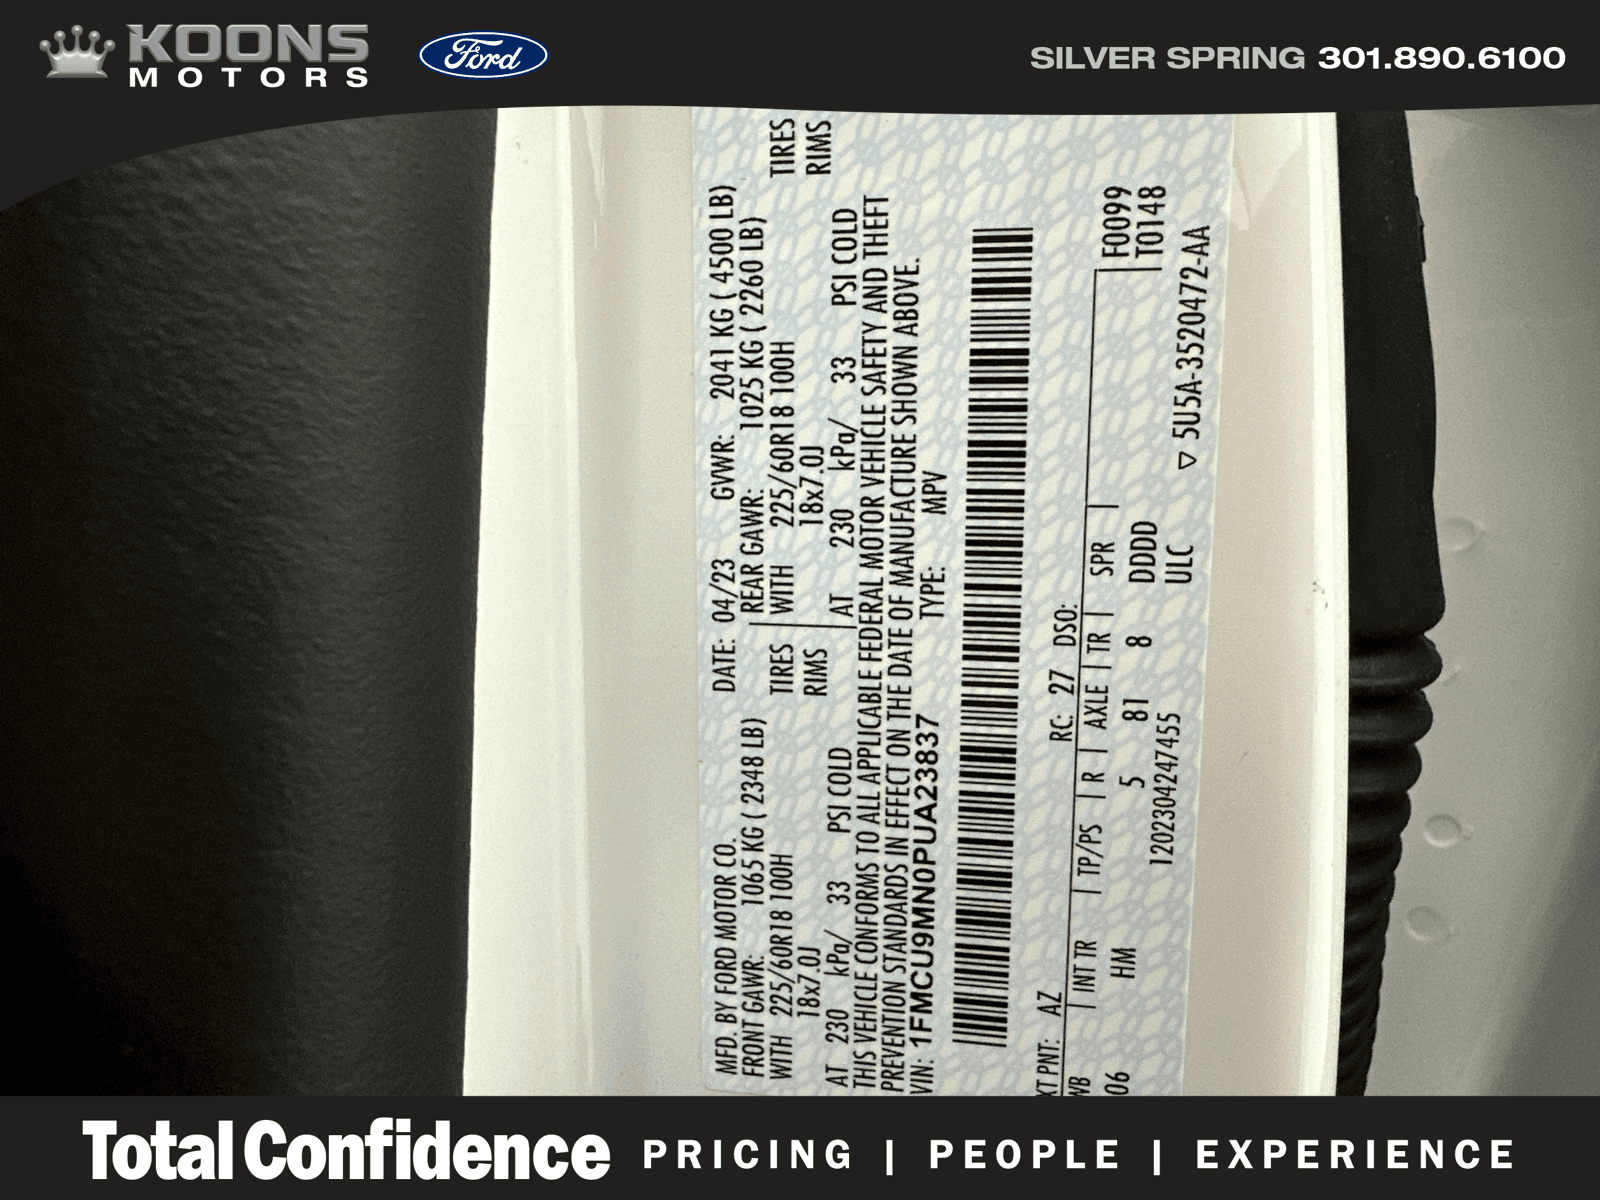 KOONS
MOTORS
Ford
SILVER SPRING 301.890.6100
MFD. BY FORD MOTOR CO.
DATE: 04/23 GVWR: 2041 KG ( 4500 LB)
FRONT GAWR: 1065 KG ( 2348 LB)
REAR GAWR: 1025 KG ( 2260 LB)
WITH 225/60R18 100H TIRES
WITH 225/60R18 100H TIRES
18x7.0J RIMS
18x7.0J RIMS
AT 230 kPa/ 33 PSI COLD
AT 230 kPa/ 33 PSI COLD
THIS VEHICLE CONFORMS TO ALL APPLICABLE FEDERAL MOTOR VEHICLE SAFETY AND THEFT
PREVENTION STANDARDS IN EFFECT ON THE DATE OF MANUFACTURE SHOWN ABOVE.
VIN: 1FMCU9MN0PUA23837 TYPE: MPV
XT PNT: AZ RC: 27 DSO:
WB | INT TR | TP/PS | R | AXLE | TR | SPR | F0099
06 HM 5 81 8 DDDD T0148
1202304247455 ULC
▽ 5U5A-3520472-AA
Total Confidence PRICING | PEOPLE | EXPERIENCE